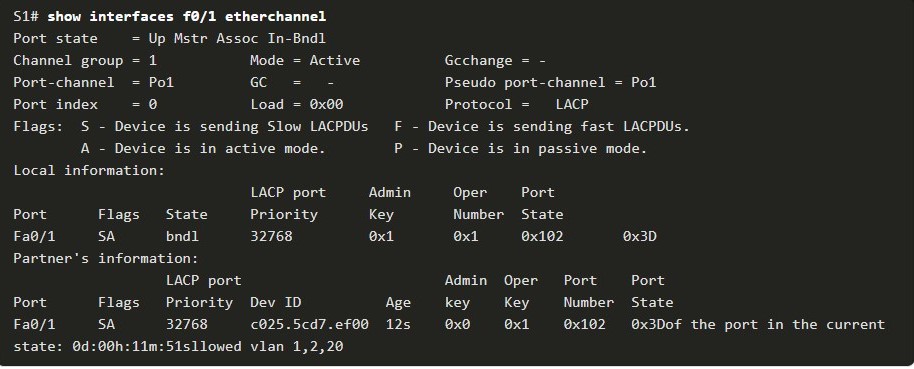 S1# show interfaces f0/1 etherchannel
Port state    = Up Mstr Assoc In-Bndl
Channel group = 1           Mode = Active          Gcchange = -
Port-channel  = Po1         GC   =   -             Pseudo port-channel = Po1
Port index    = 0           Load = 0x00            Protocol =   LACP
Flags:  S - Device is sending Slow LACPDUs   F - Device is sending fast LACPDUs.
        A - Device is in active mode.        P - Device is in passive mode.
Local information:
                            LACP port     Admin     Oper    Port
Port      Flags   State     Priority      Key       Number  State
Fa0/1     SA      bndl      32768         0x1       0x1     0x102       0x3D
Partner's information:
                  LACP port                        Admin  Oper   Port    Port
Port      Flags   Priority  Dev ID          Age    key    Key    Number  State
Fa0/1     SA      32768     c025.5cd7.ef00  12s    0x0    0x1    0x102   0x3Dof the port in the current
state: 0d:00h:11m:51sllowed vlan 1,2,20